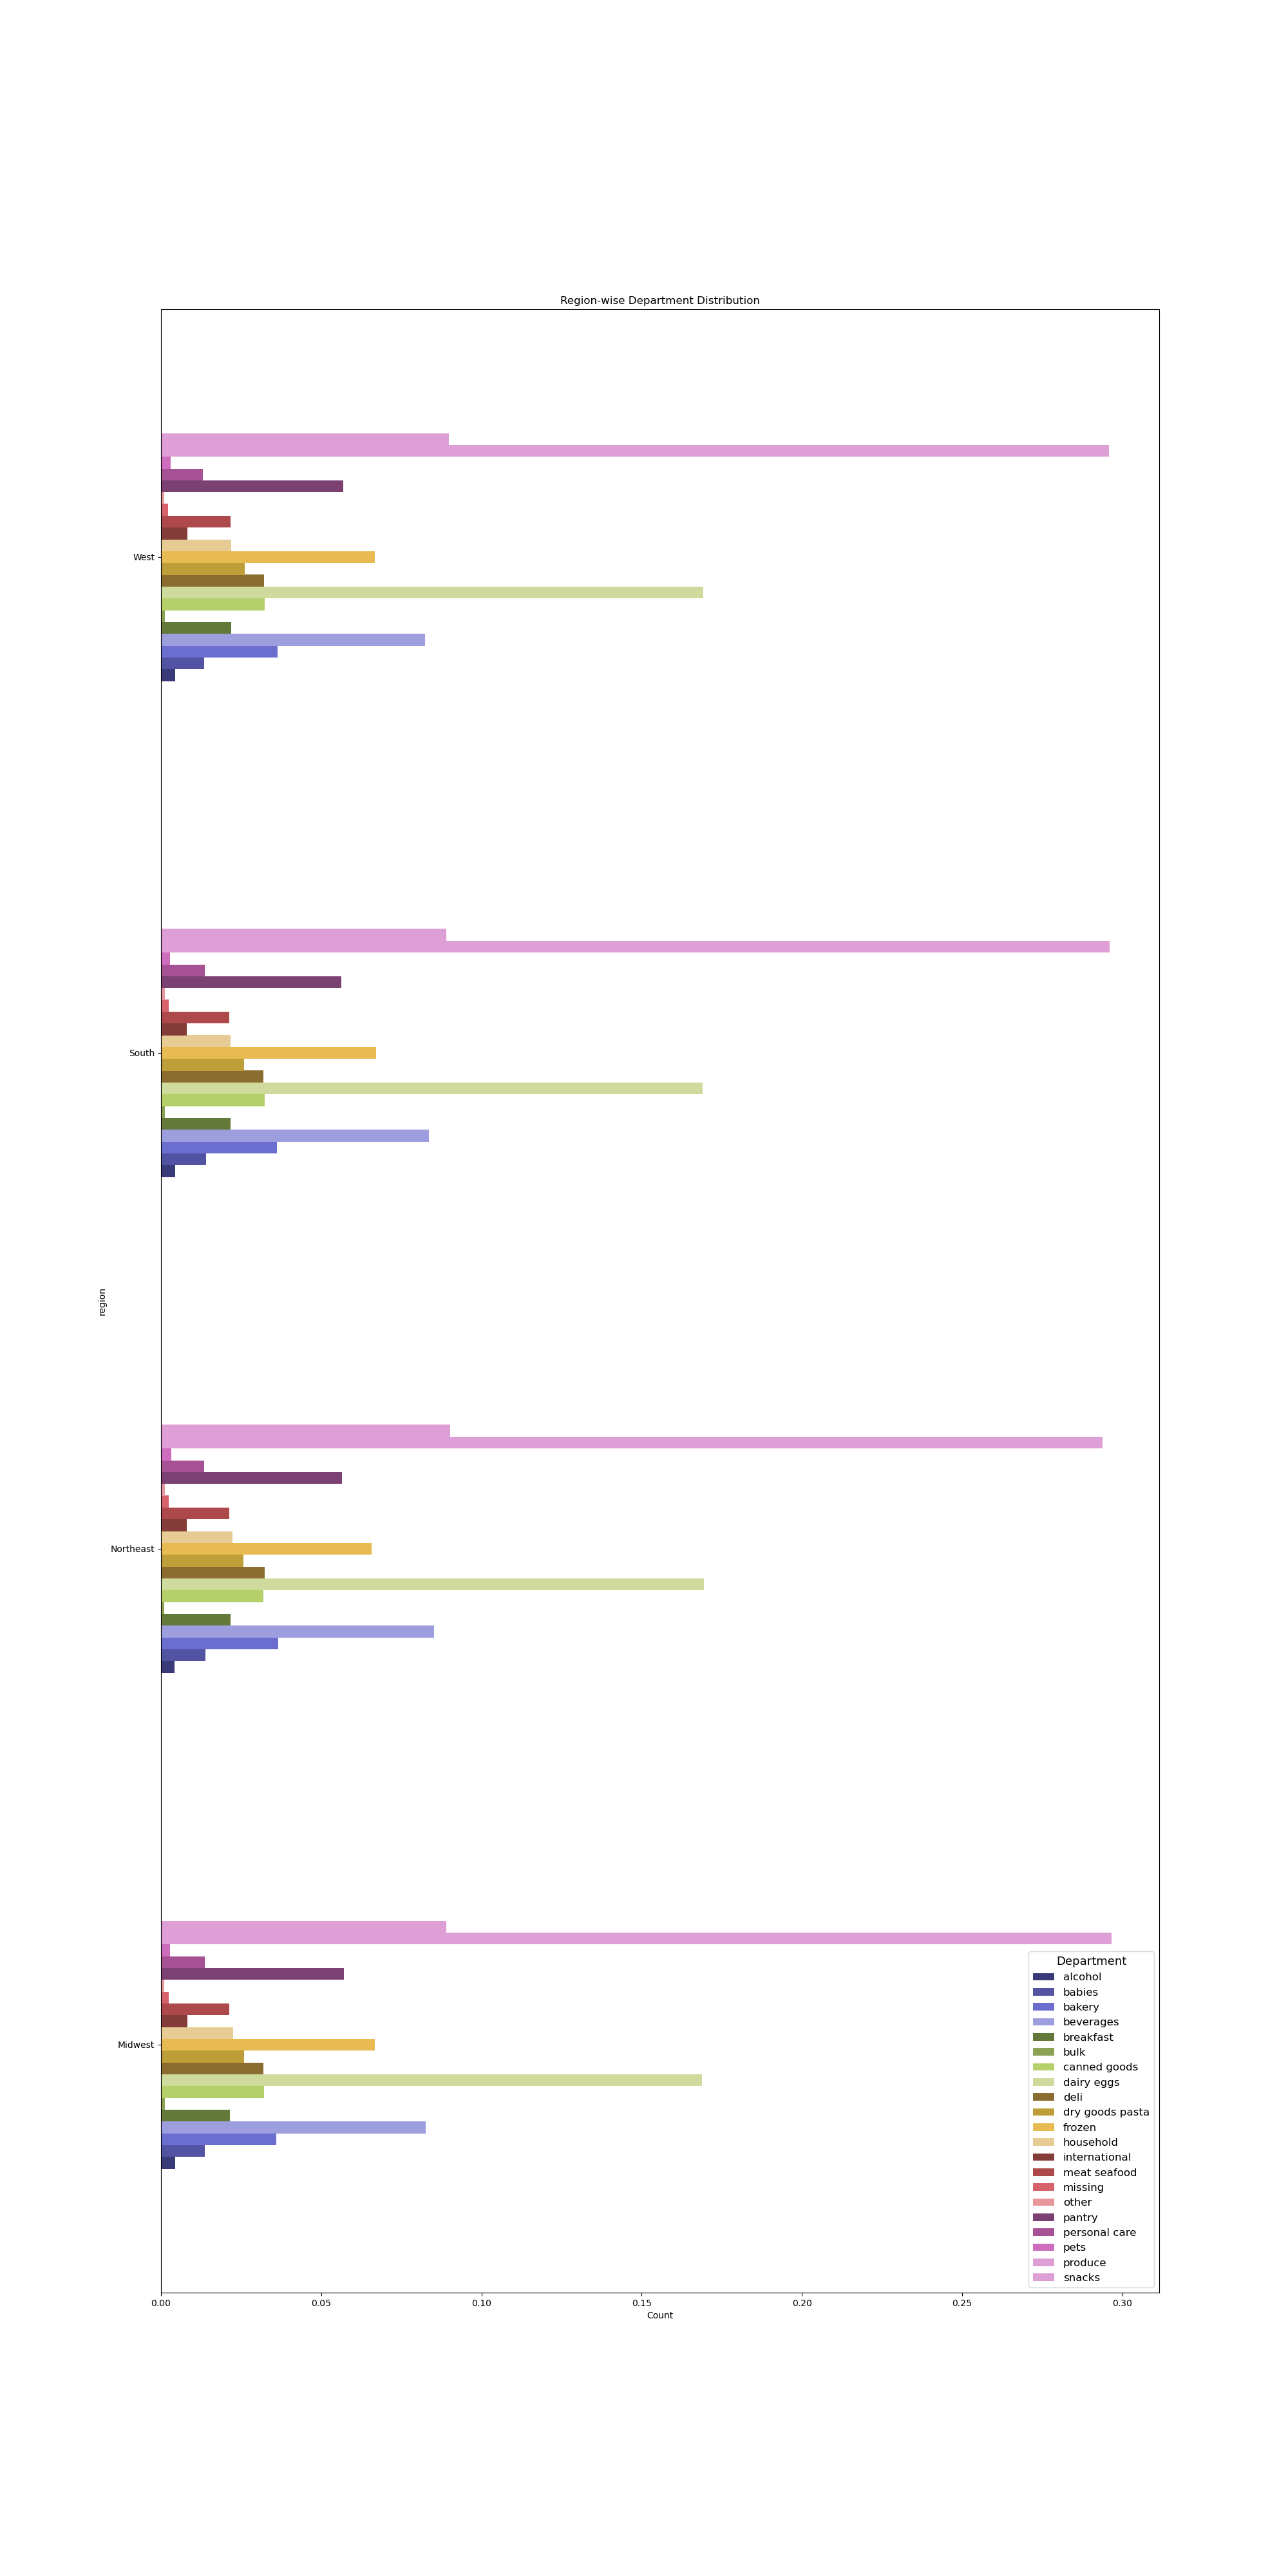 Region-wise Department Distribution
West
South
region
Northeast
Midwest
Department
alcohol
babies
bakery
beverages
breakfast
bulk
canned goods
dairy eggs
deli
dry goods pasta
frozen
household
international
meat seafood
missing
other
pantry
personal care
pets
produce
snacks
0.00 0.05 0.10 0.15 0.20 0.25 0.30
Count